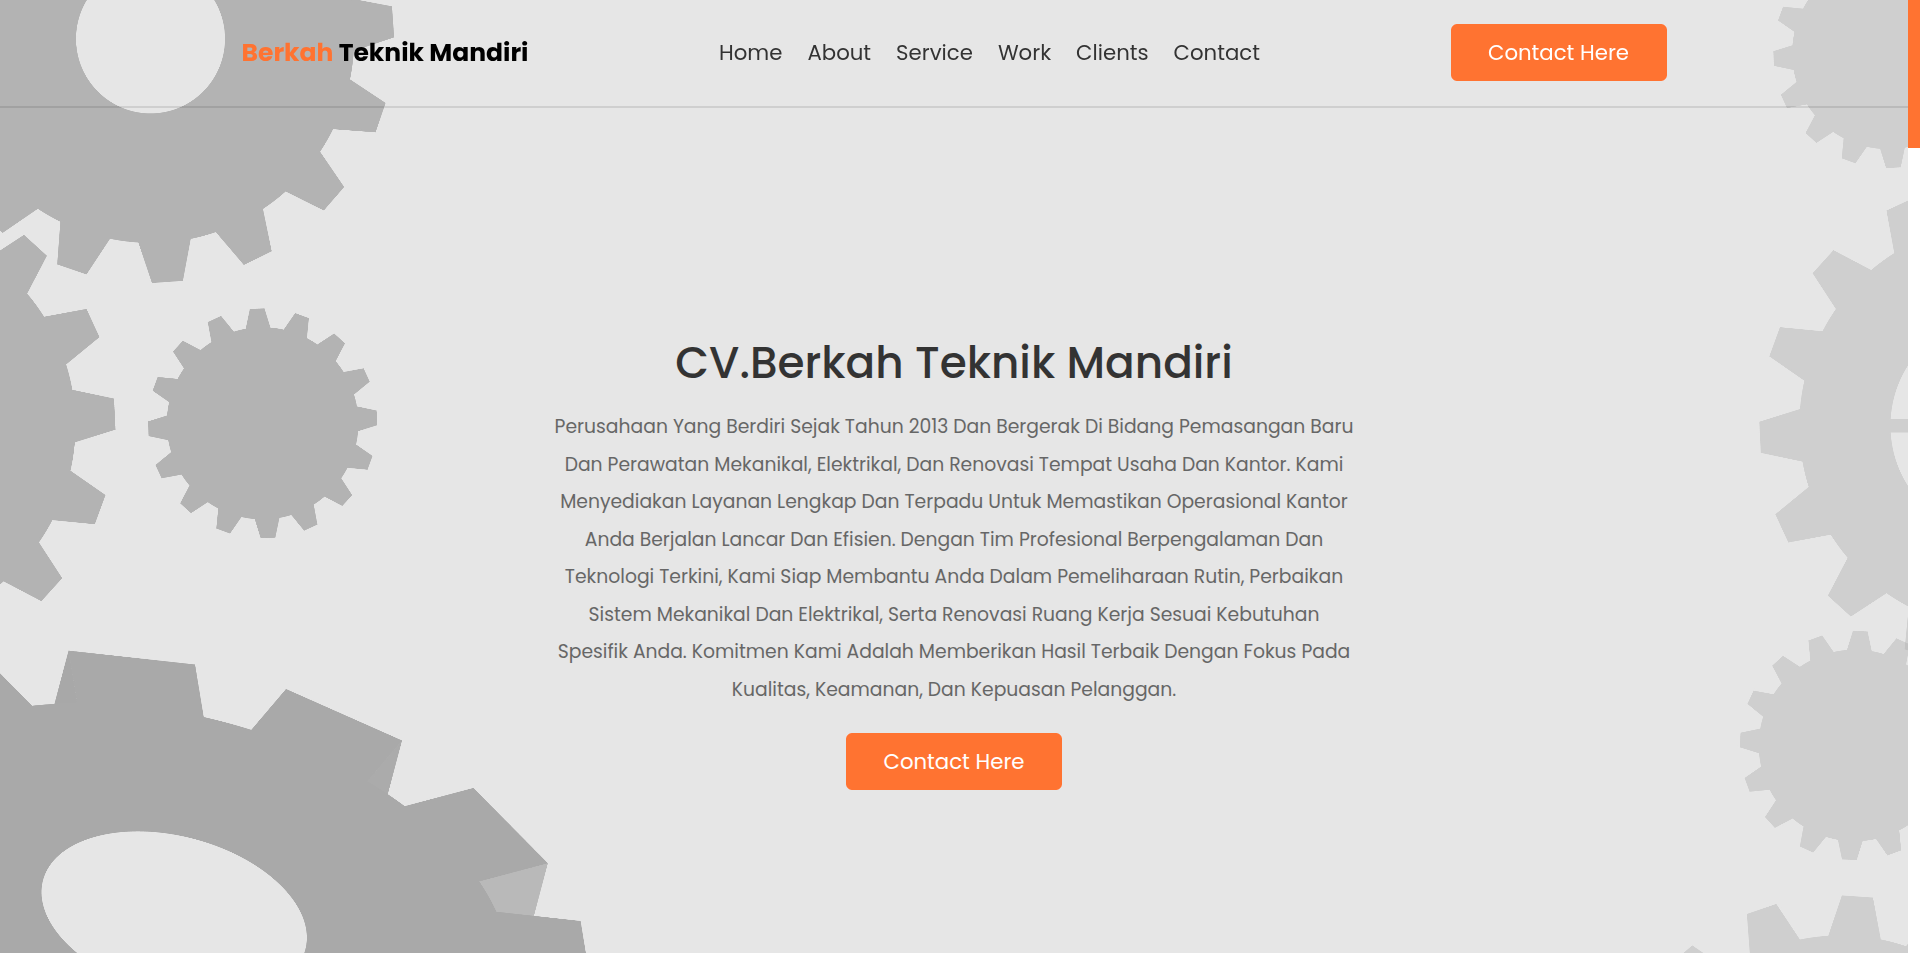 Berkah Teknik Mandiri
Home About Service Work Clients Contact
Contact Here
CV.Berkah Teknik Mandiri
Perusahaan Yang Berdiri Sejak Tahun 2013 Dan Bergerak Di Bidang Pemasangan Baru
Dan Perawatan Mekanikal, Elektrikal, Dan Renovasi Tempat Usaha Dan Kantor. Kami
Menyediakan Layanan Lengkap Dan Terpadu Untuk Memastikan Operasional Kantor
Anda Berjalan Lancar Dan Efisien. Dengan Tim Profesional Berpengalaman Dan
Teknologi Terkini, Kami Siap Membantu Anda Dalam Pemeliharaan Rutin, Perbaikan
Sistem Mekanikal Dan Elektrikal, Serta Renovasi Ruang Kerja Sesuai Kebutuhan
Spesifik Anda. Komitmen Kami Adalah Memberikan Hasil Terbaik Dengan Fokus Pada
Kualitas, Keamanan, Dan Kepuasan Pelanggan.
Contact Here